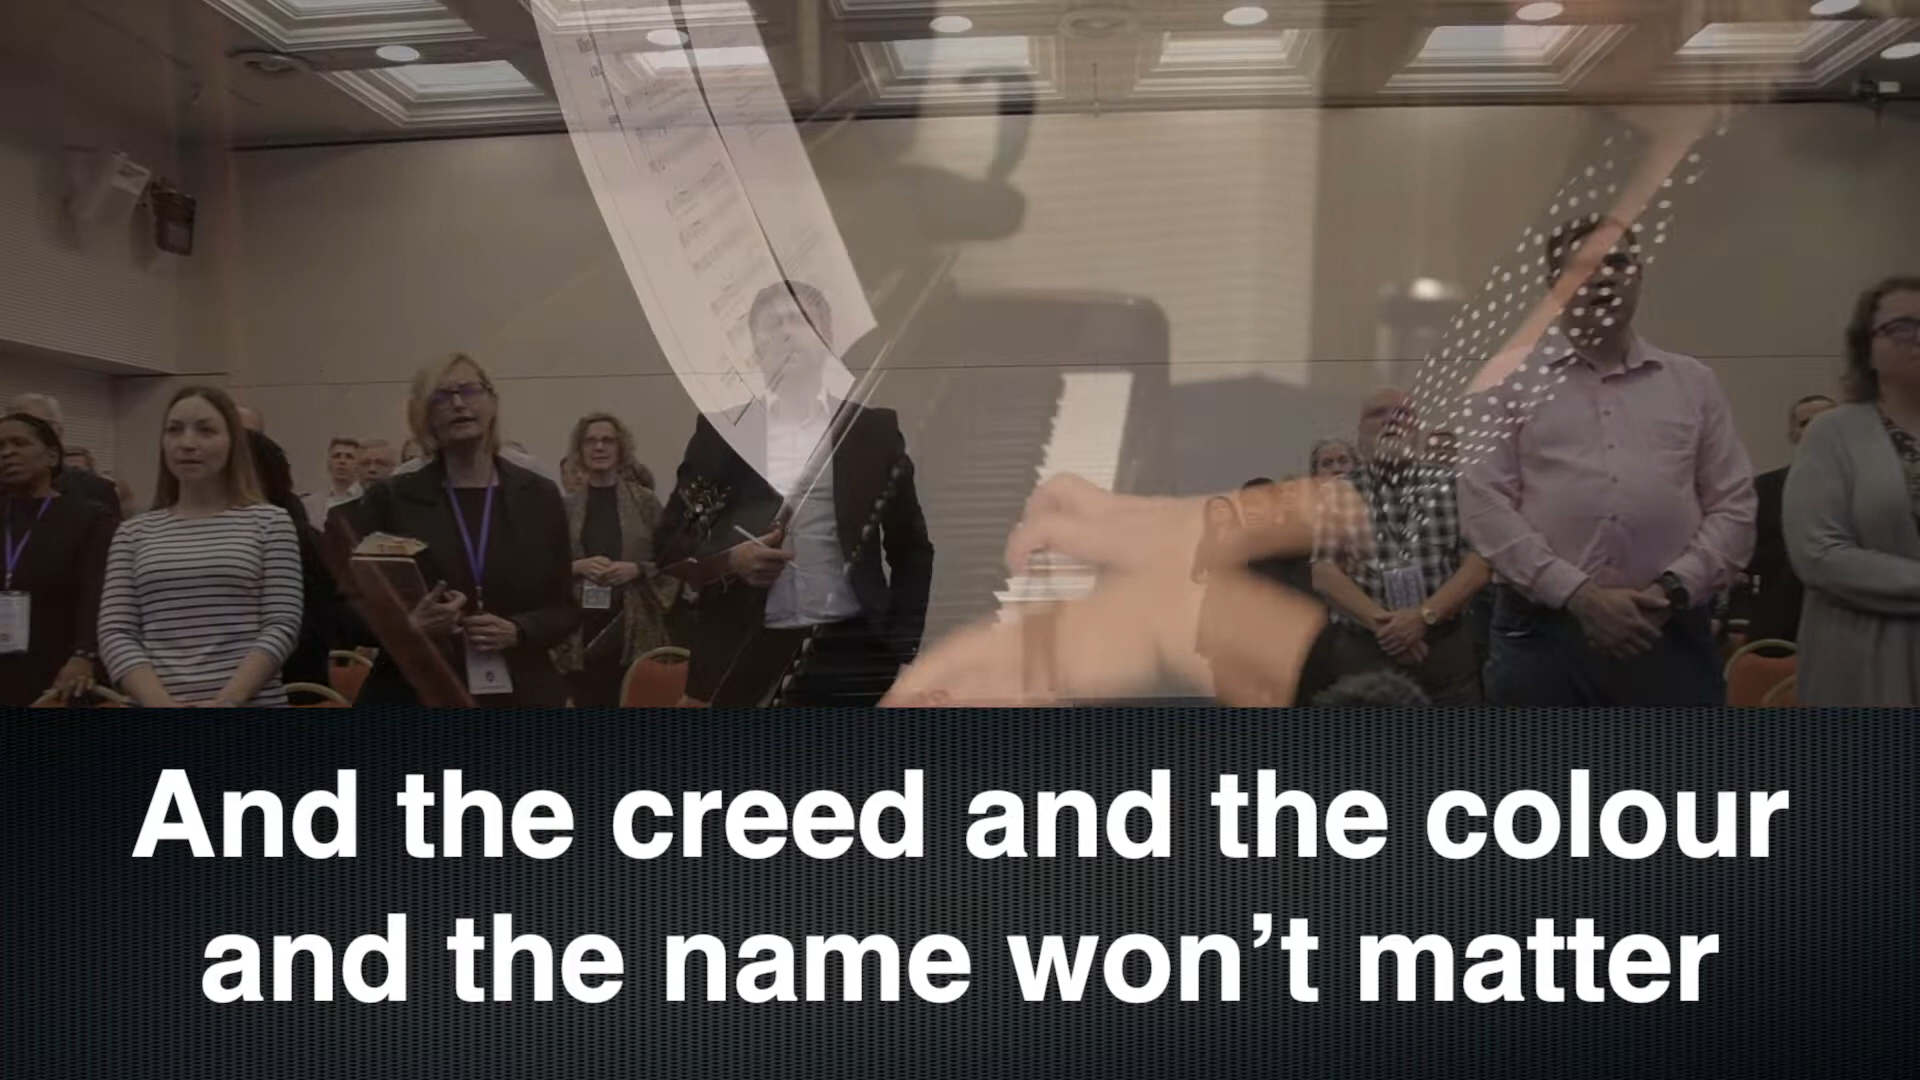 And the creed and the colour
and the name won’t matter